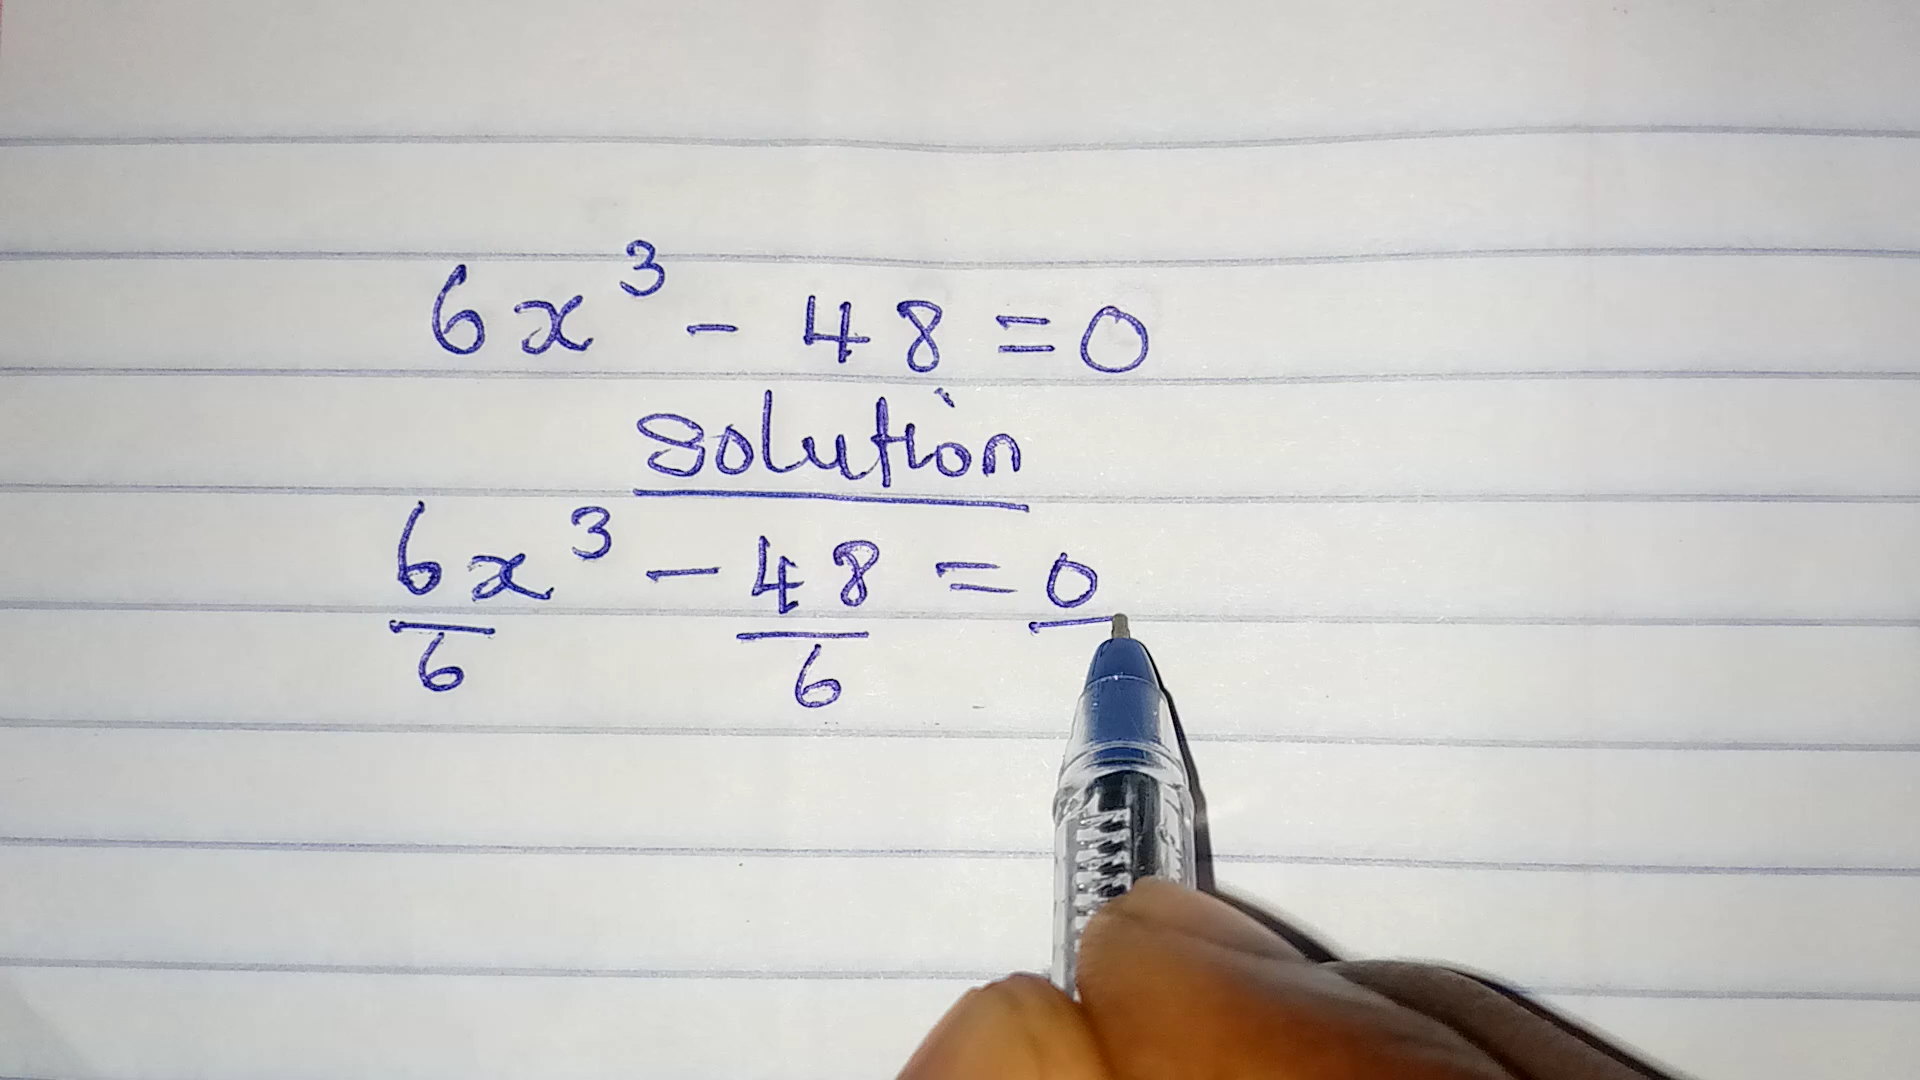 6x³ - 48 = 0
Solution
6x³/6 - 48/6 = 0